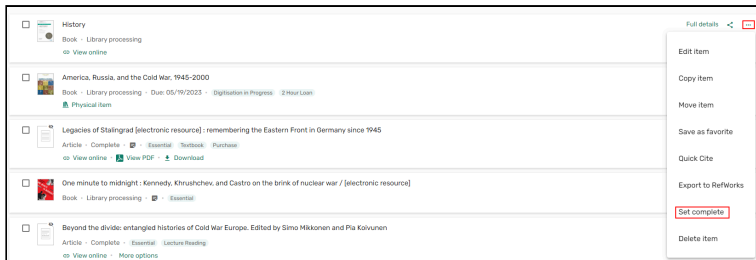 History
Full details
Book · Library processing
View online
America, Russia, and the Cold War, 1945-2000
Book · Library processing · Due: 05/19/2023 · Digitisation in Progress 2 Hour Loan
Physical item
Legacies of Stalingrad [electronic resource] : remembering the Eastern Front in Germany since 1945
Article · Complete · Essential Textbook Purchase
View online · View PDF · Download
One minute to midnight : Kennedy, Khrushchev, and Castro on the brink of nuclear war / [electronic resource]
Book · Library processing · Essential
Beyond the divide: entangled histories of Cold War Europe. Edited by Simo Mikkonen and Pia Koivunen
Article · Complete · Essential Lecture Reading
View online · More options
Edit item
Copy item
Move item
Save as favorite
Quick Cite
Export to RefWorks
Set complete
Delete item